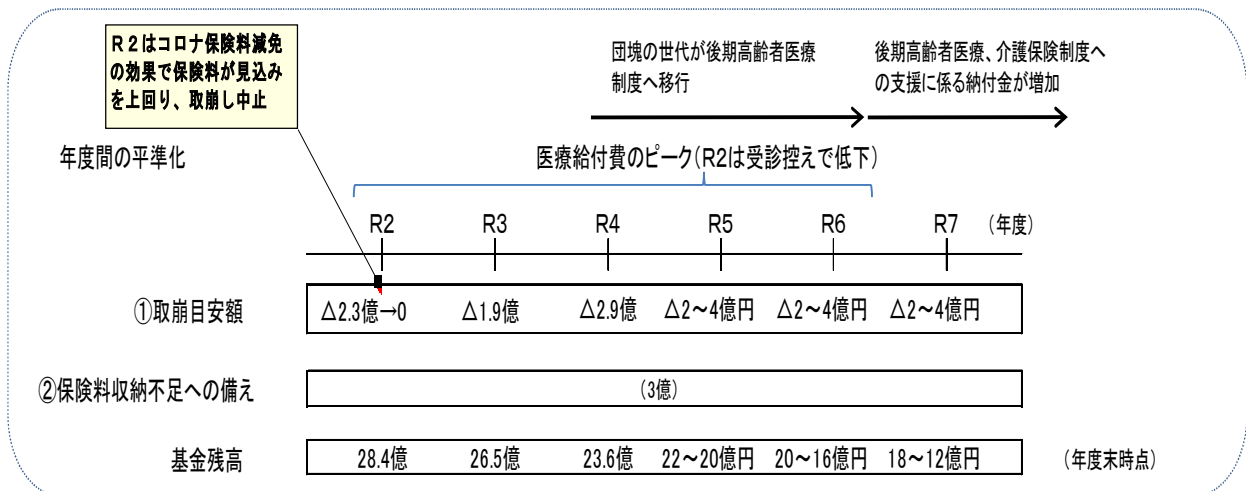 R2はコロナ保険料減免
の効果で保険料が見込み
を上回り、取崩し中止
団塊の世代が後期高齢者医療
制度へ移行
後期高齢者医療、介護保険制度へ
の支援に係る納付金が増加
年度間の平準化
医療給付費のピーク(R2は受診控えで低下)
R2 R3 R4 R5 R6 R7 (年度)
①取崩目安額 △2.3億→0 △1.9億 △2.9億 △2～4億円 △2～4億円 △2～4億円
②保険料収納不足への備え (3億)
基金残高 28.4億 26.5億 23.6億 22～20億円 20～16億円 18～12億円 (年度末時点)